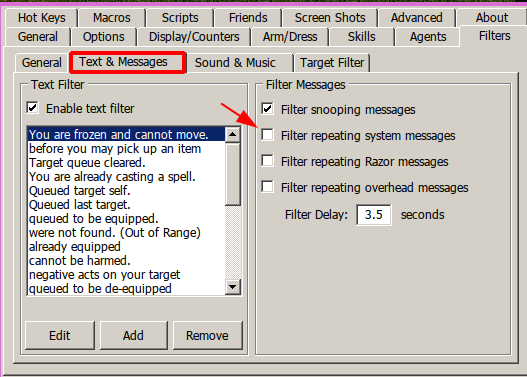 Hot Keys Macros Scripts Friends Screen Shots Advanced About
General Options Display/Counters Arm/Dress Skills Agents Filters
General Text & Messages Sound & Music Target Filter
Text Filter
Enable text filter
You are frozen and cannot move.
before you may pick up an item
Target queue cleared.
You are already casting a spell.
Queued target self.
Queued last target.
queued to be equipped.
were not found. (Out of Range)
already equipped
cannot be harmed.
negative acts on your target
queued to be de-equipped
Edit Add Remove
Filter Messages
Filter snooping messages
Filter repeating system messages
Filter repeating Razor messages
Filter repeating overhead messages
Filter Delay: 3.5 seconds